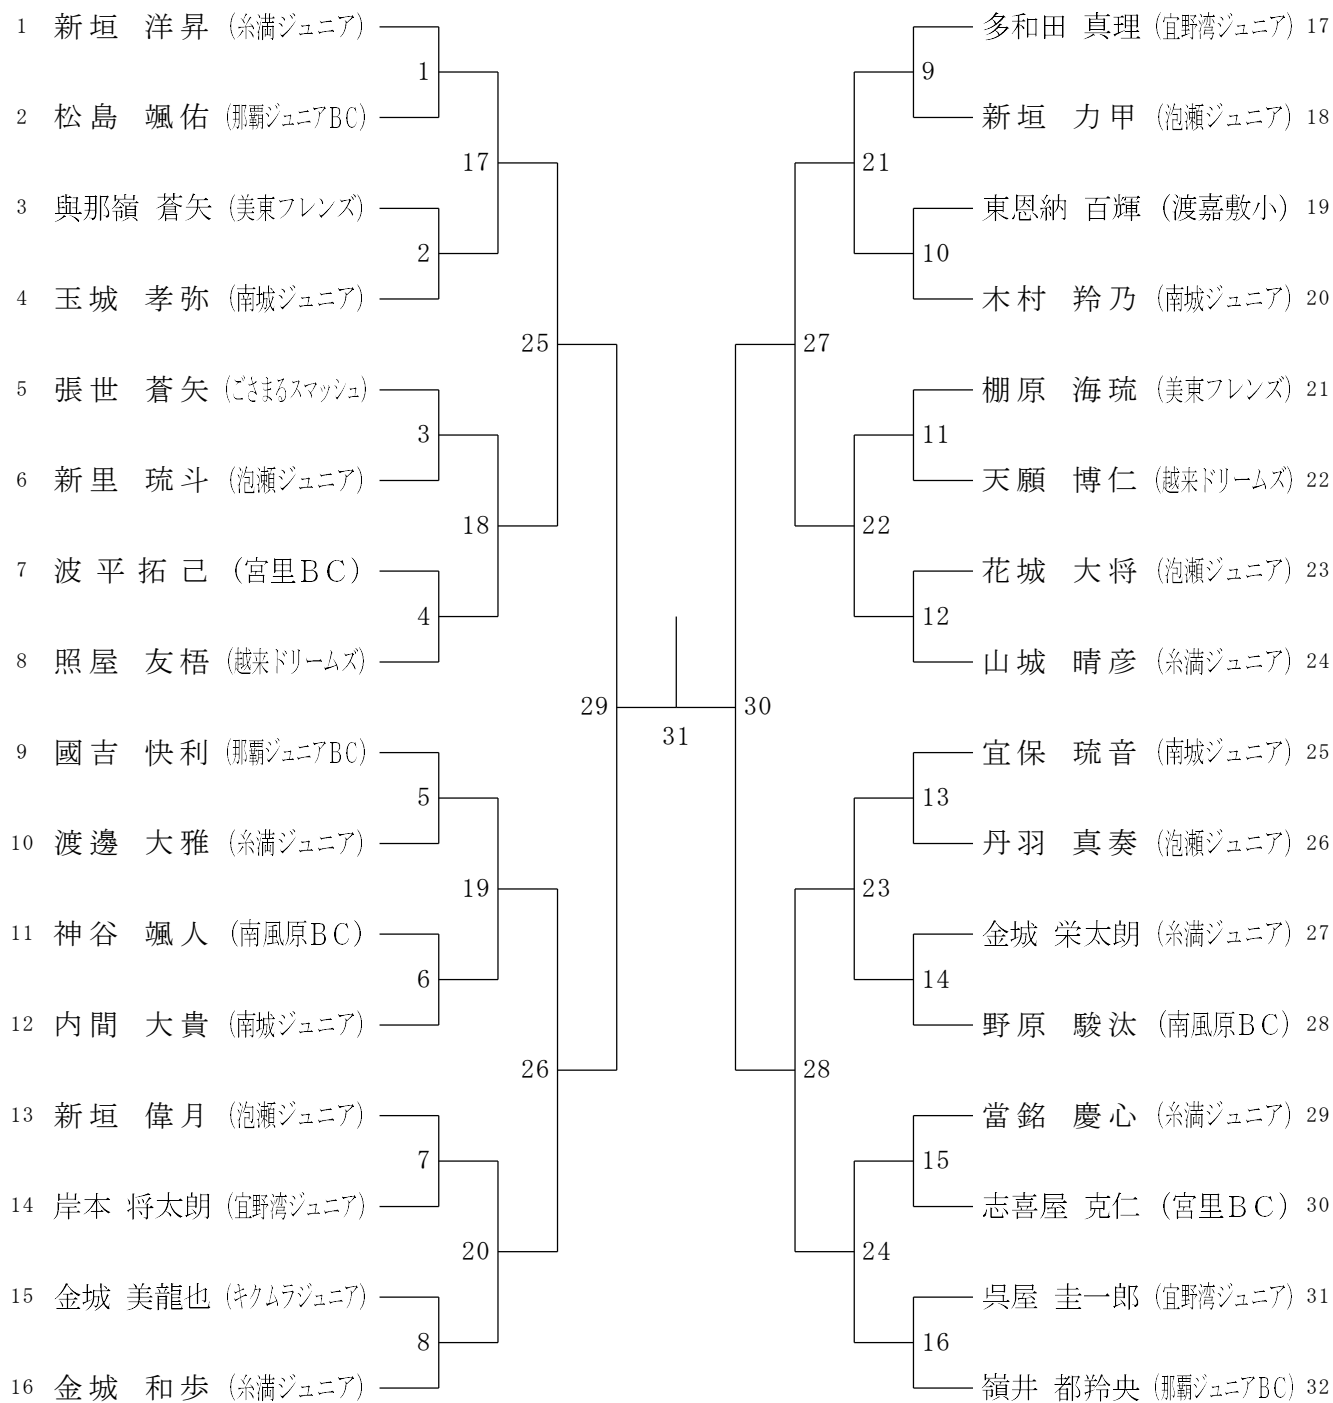 1 新垣 洋昇 (糸満ジュニア)
1
2 松島 颯佑 (那覇ジュニアBC)
17
3 與那嶺 蒼矢 (美東フレンズ)
2
4 玉城 孝弥 (南城ジュニア)
25
5 張世 蒼矢 (ごさまるスマッシュ)
3
6 新里 琉斗 (泡瀬ジュニア)
18
7 波平拓己 (宮里BC)
4
8 照屋 友梧 (越来ドリームズ)
29
9 國吉 快利 (那覇ジュニアBC)
5
10 渡邊 大雅 (糸満ジュニア)
19
11 神谷 颯人 (南風原BC)
6
12 内間 大貴 (南城ジュニア)
26
13 新垣 偉月 (泡瀬ジュニア)
7
14 岸本 将太朗 (宜野湾ジュニア)
20
15 金城 美龍也 (キクムラジュニア)
8
16 金城 和歩 (糸満ジュニア)
31
多和田 真理 (宜野湾ジュニア) 17
9
新垣 力甲 (泡瀬ジュニア) 18
21
東恩納 百輝 (渡嘉敷小) 19
10
木村 羚乃 (南城ジュニア) 20
27
棚原 海琉 (美東フレンズ) 21
11
天願 博仁 (越来ドリームズ) 22
22
花城 大将 (泡瀬ジュニア) 23
12
山城 晴彦 (糸満ジュニア) 24
30
宜保 琉音 (南城ジュニア) 25
13
丹羽 真奏 (泡瀬ジュニア) 26
23
金城 栄太朗 (糸満ジュニア) 27
14
野原 駿汰 (南風原BC) 28
28
當銘 慶心 (糸満ジュニア) 29
15
志喜屋 克仁 (宮里BC) 30
24
呉屋 圭一郎 (宜野湾ジュニア) 31
16
嶺井 都羚央 (那覇ジュニアBC) 32